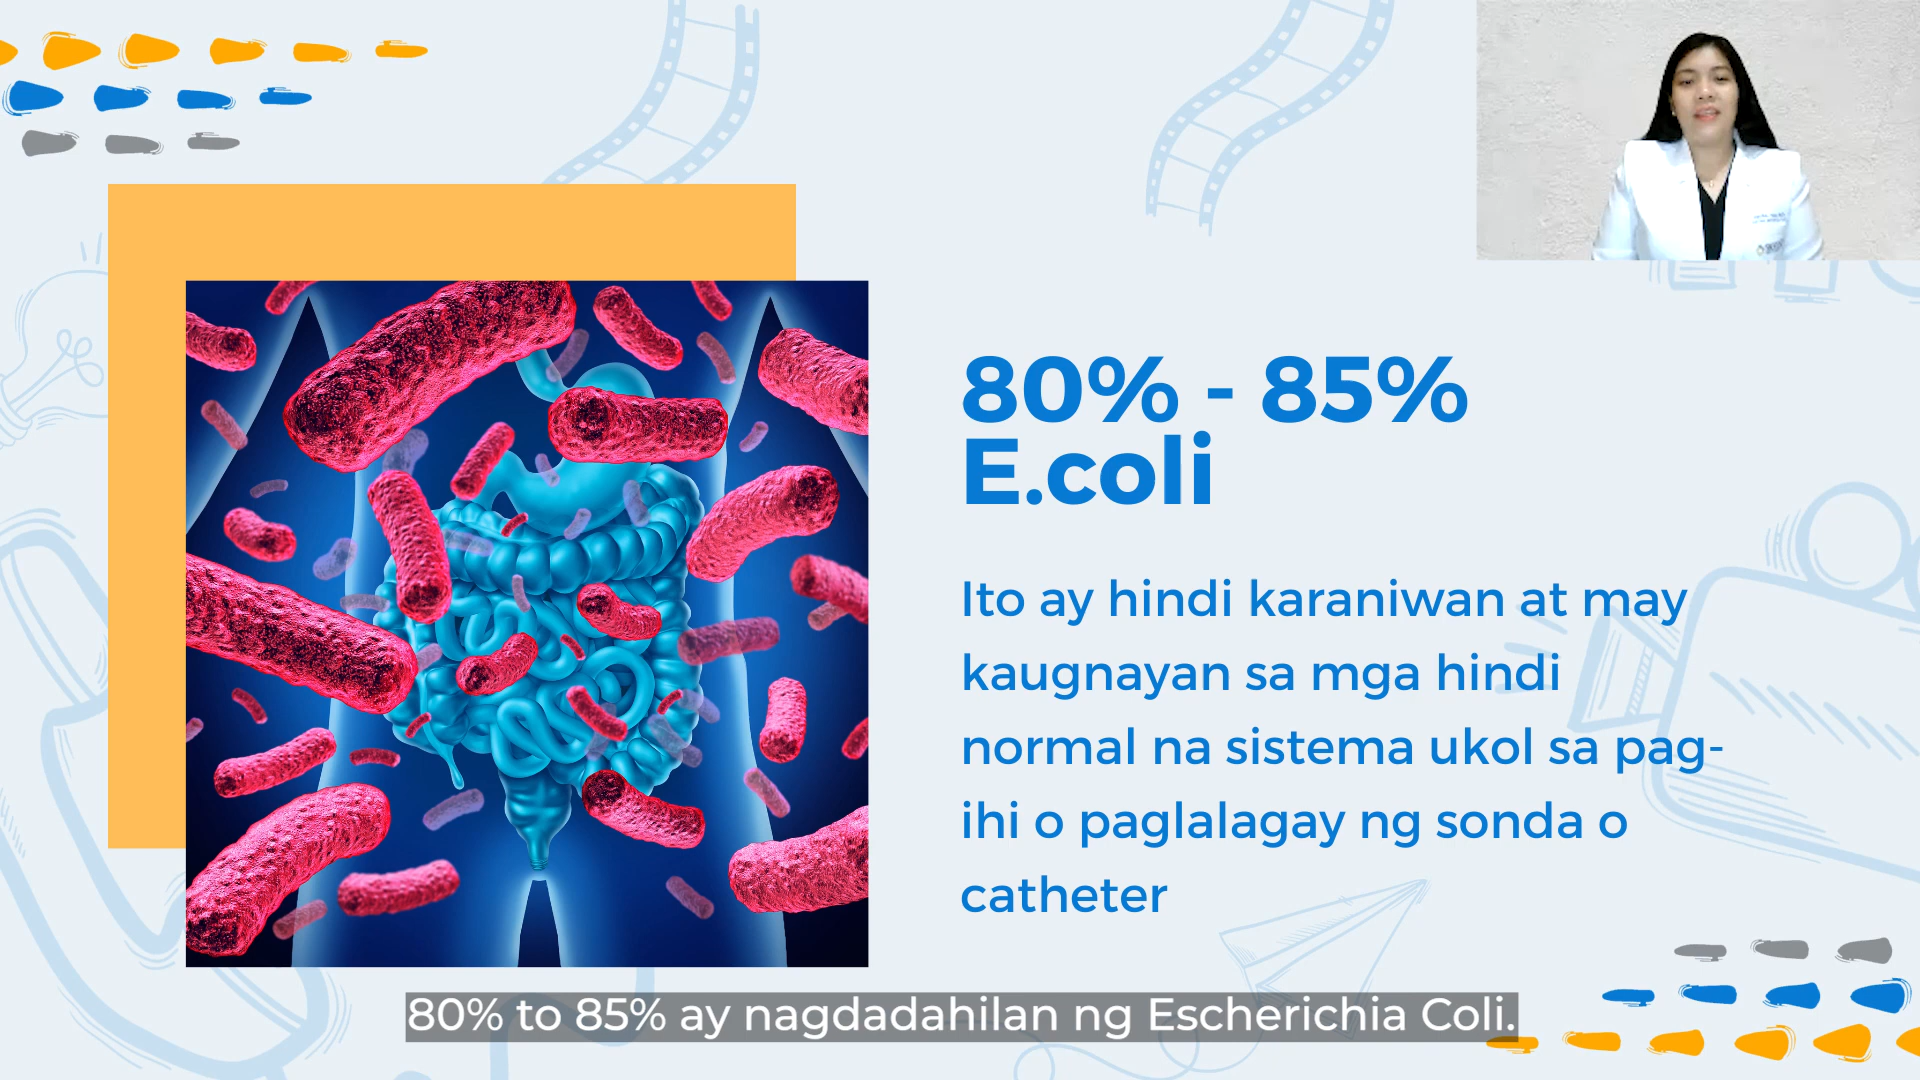 80% - 85%
E.coli
Ito ay hindi karaniwan at may
kaugnayan sa mga hindi
normal na sistema ukol sa pag-
ihi o paglalagay ng sonda o
catheter
80% to 85% ay nagdadahilan ng Escherichia Coli.